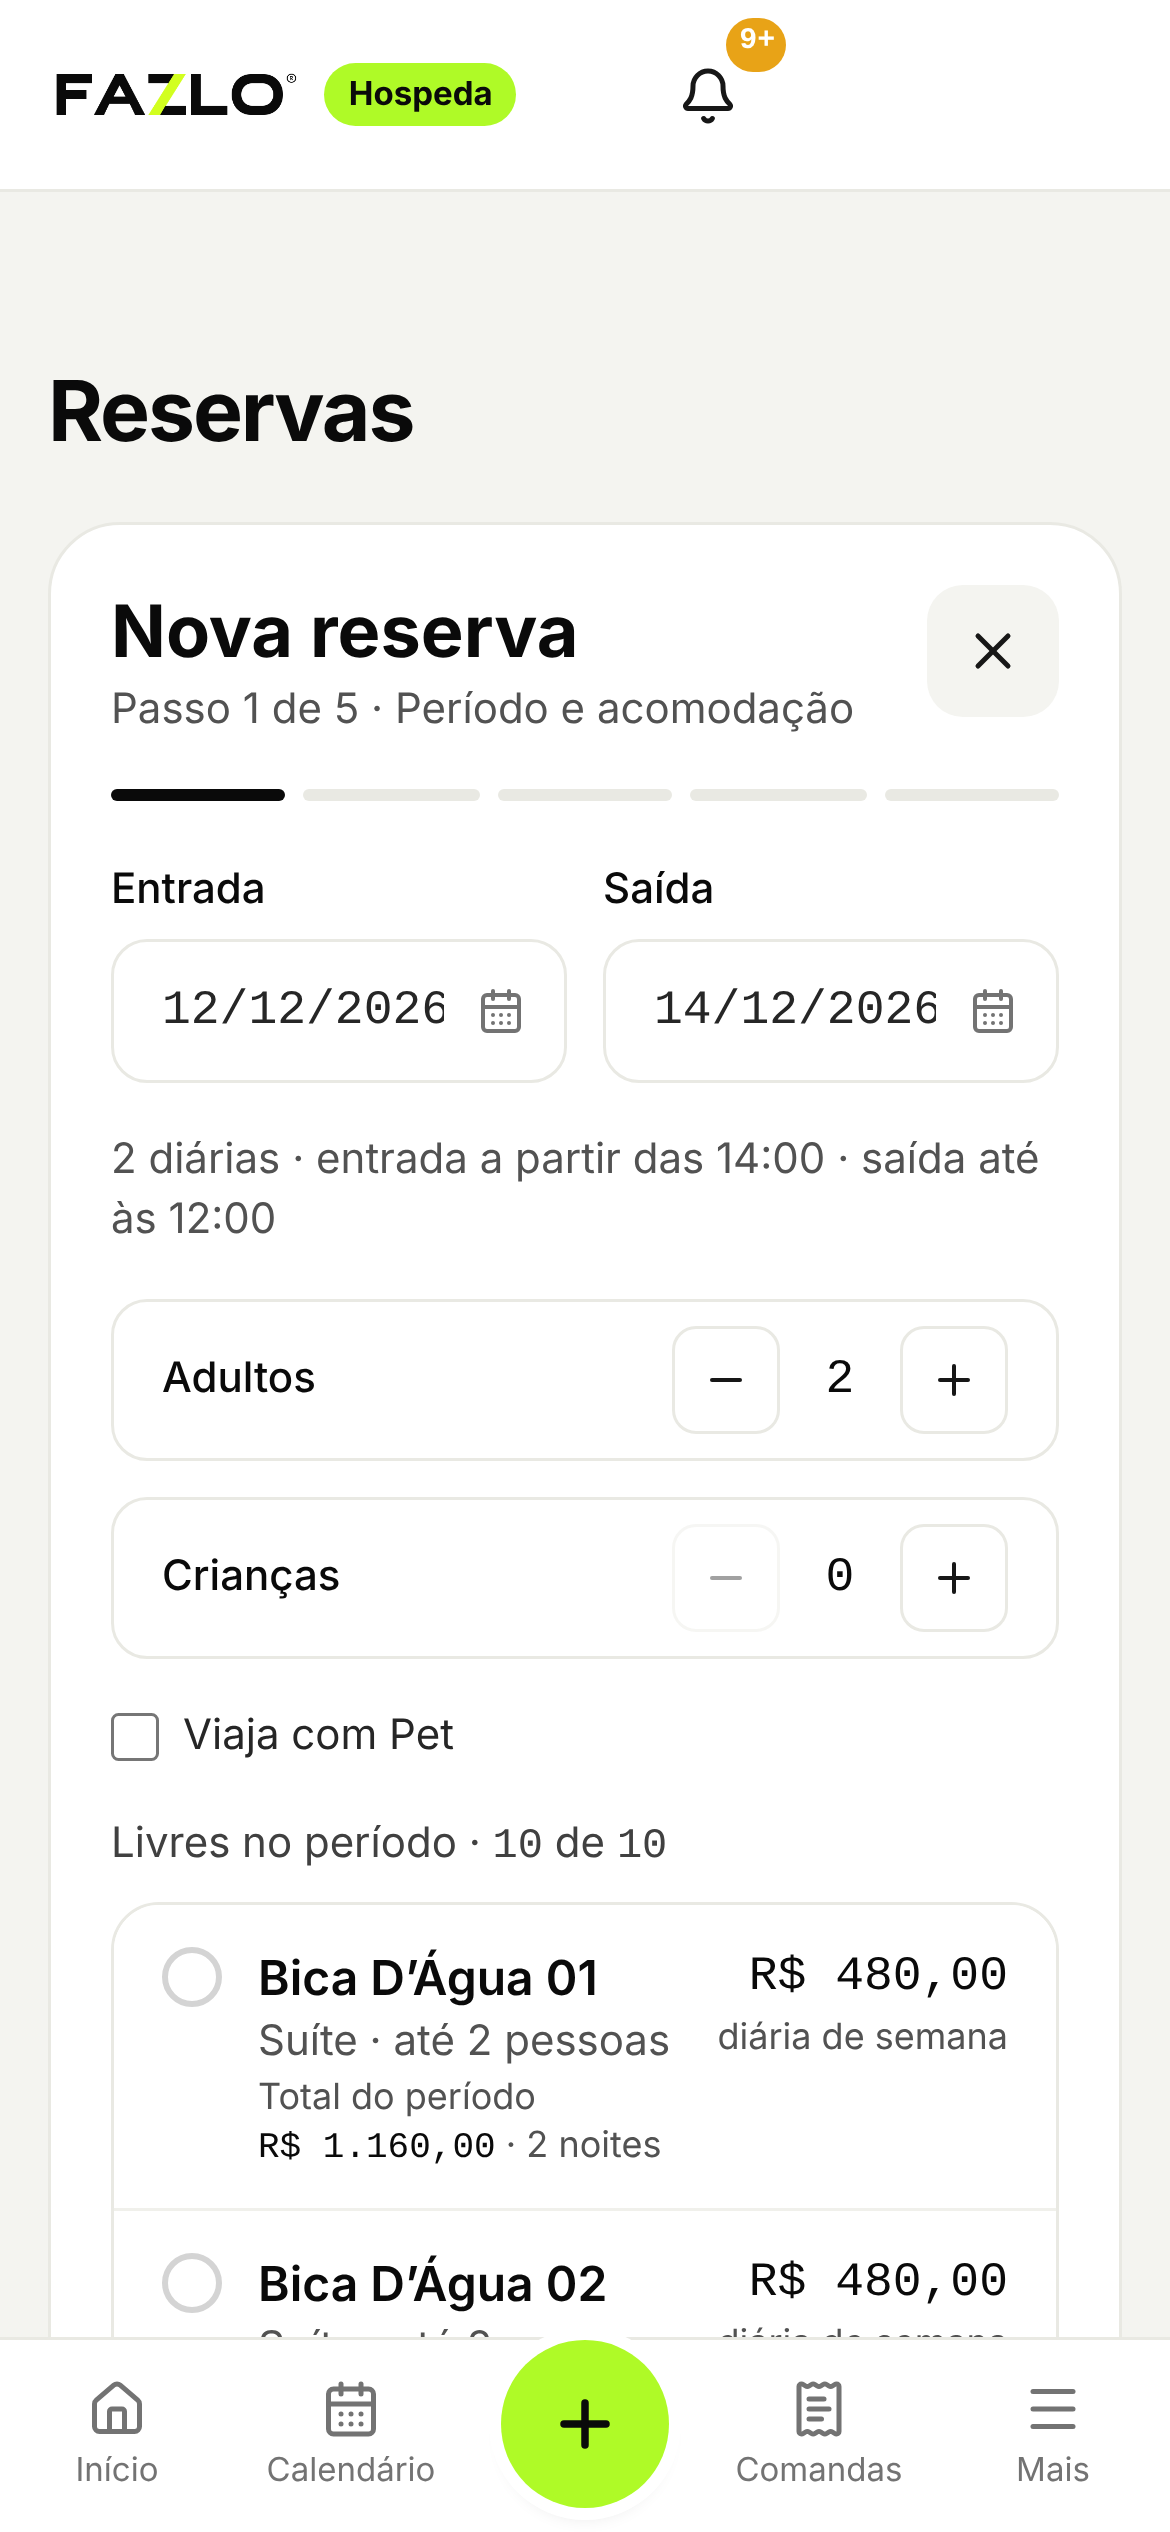 FAZLO®
Hospeda
9+
Reservas
Nova reserva
Passo 1 de 5 · Período e acomodação
Entrada
Saída
12/12/2026
14/12/2026
2 diárias · entrada a partir das 14:00 · saída até
às 12:00
Adultos
2
Crianças
0
Viaja com Pet
Livres no período · 10 de 10
Bica D’Água 01
R$ 480,00
Suíte · até 2 pessoas
diária de semana
Total do período
R$ 1.160,00 · 2 noites
Bica D’Água 02
R$ 480,00
diária de semana
Início
Calendário
Comandas
Mais